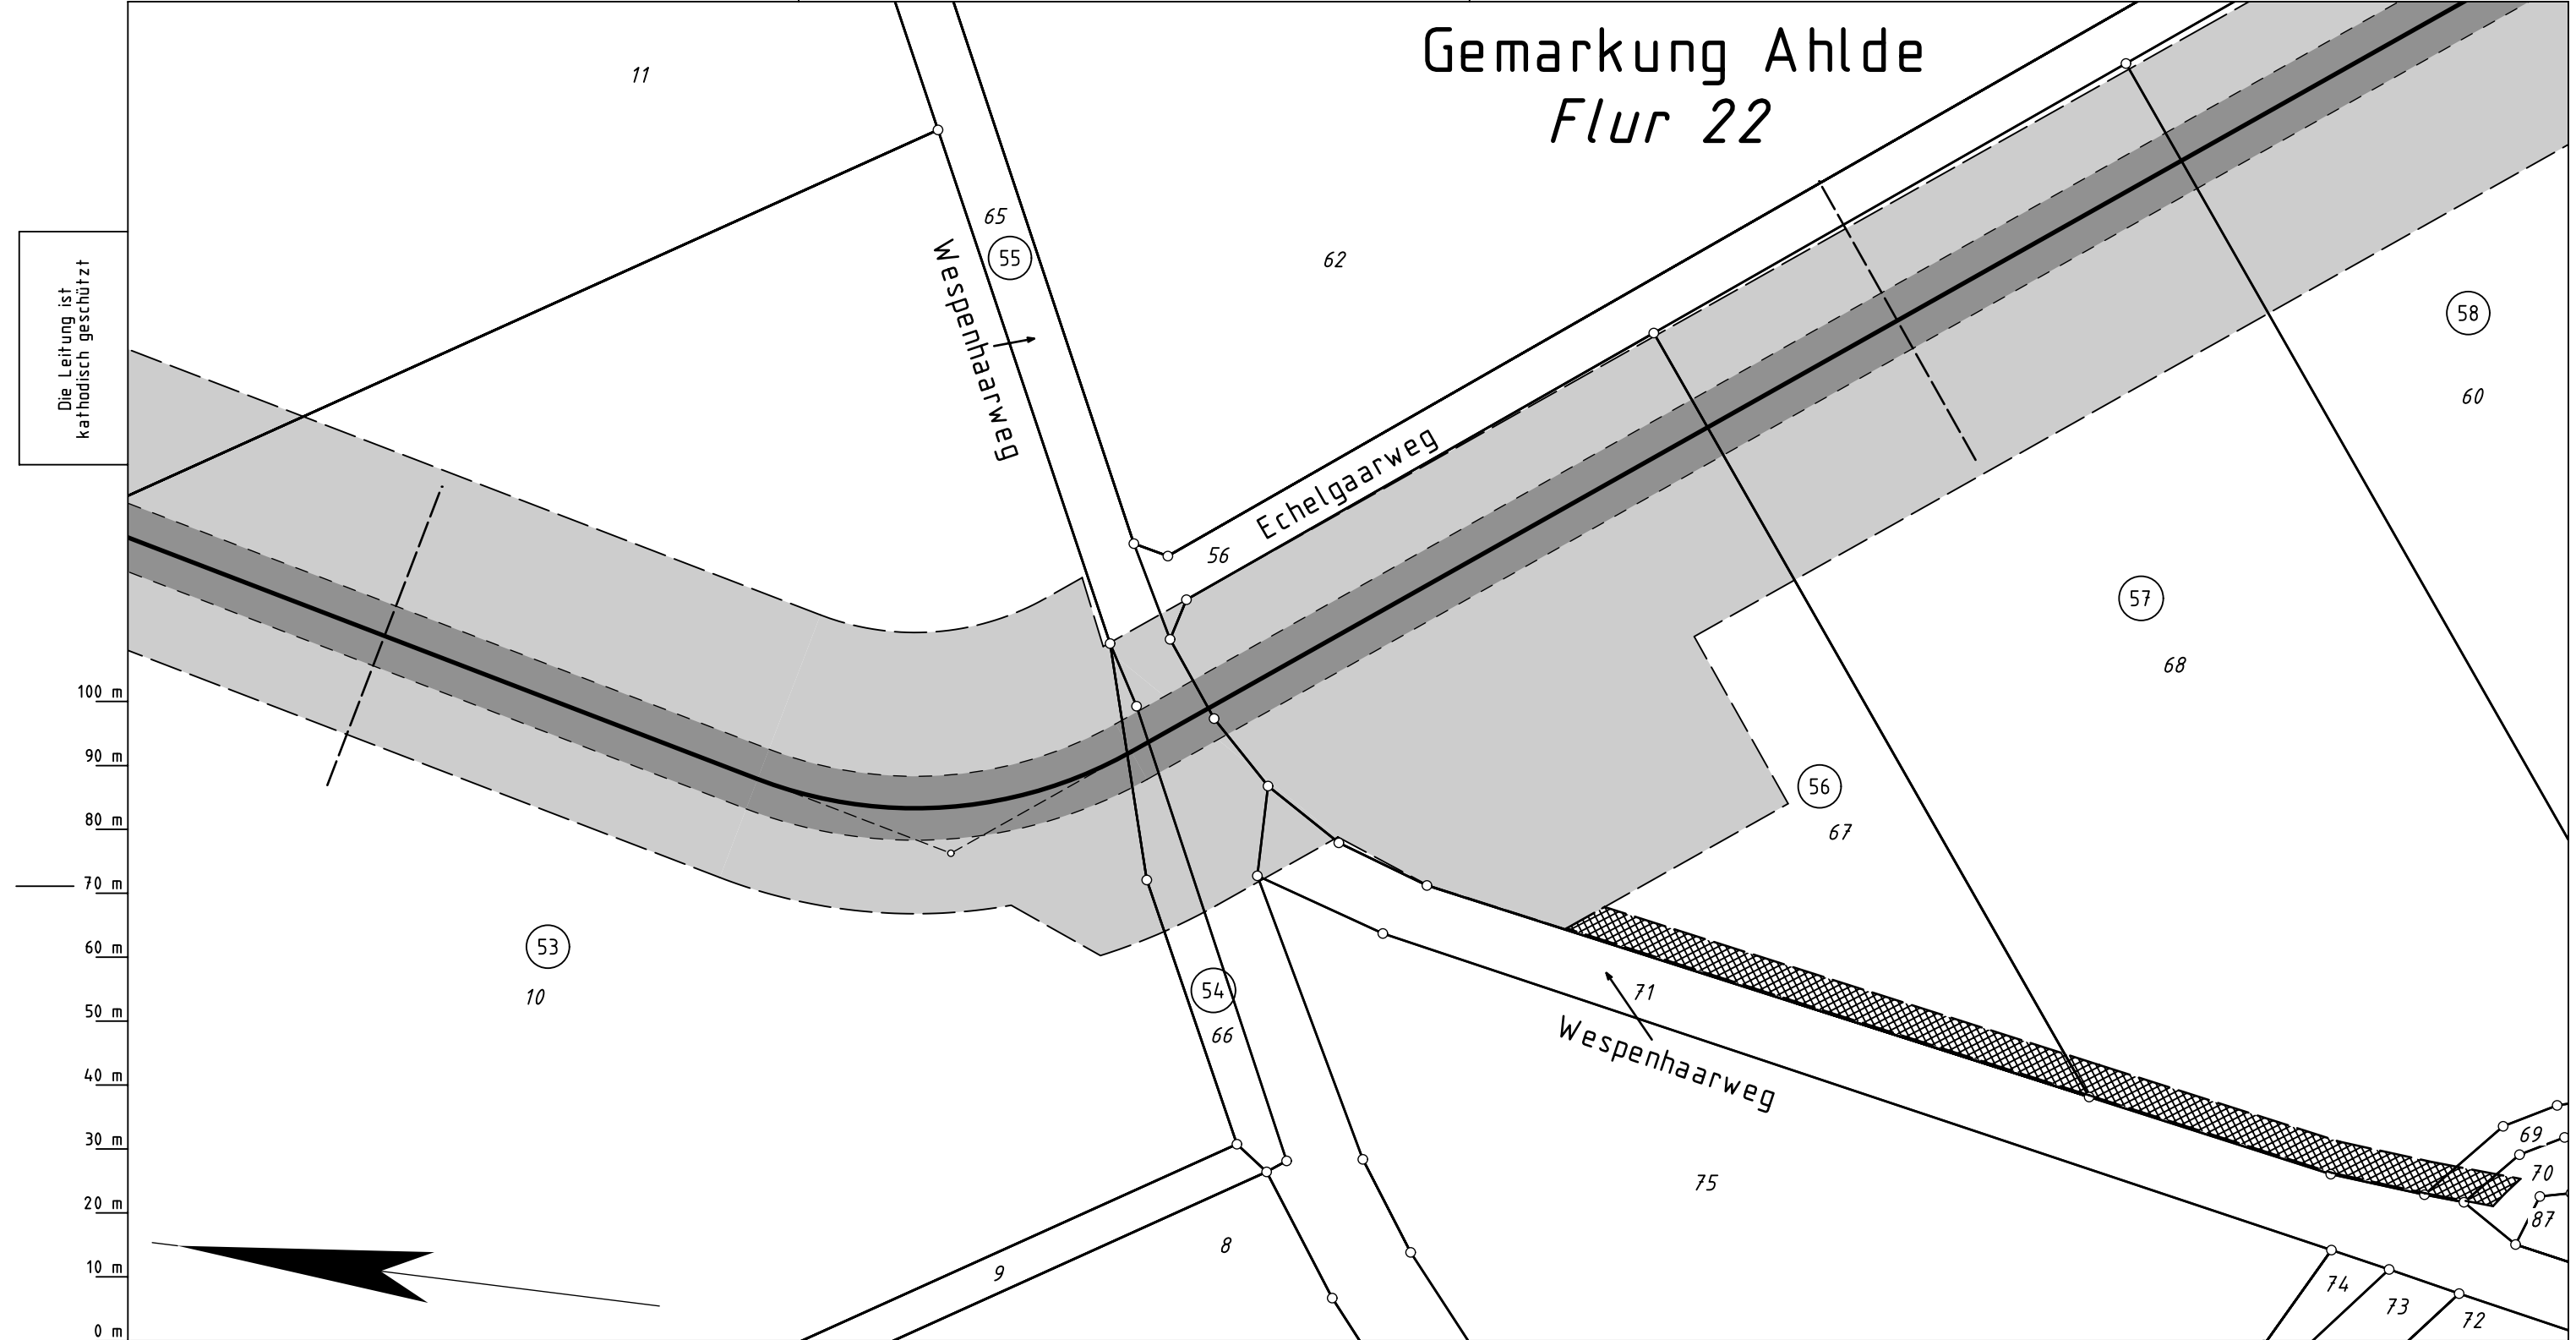 Gemarkung Ahlde
Flur 22
11
65
55
Wespenhaarweg
62
Die Leitung ist
kathodisch geschützt
58
60
Echelgaarweg
56
57
68
100 m
90 m
80 m
70 m
60 m
50 m
40 m
30 m
20 m
10 m
0 m
56
67
53
10
54
66
71
Wespenhaarweg
75
69
70
87
8
9
74
73
72